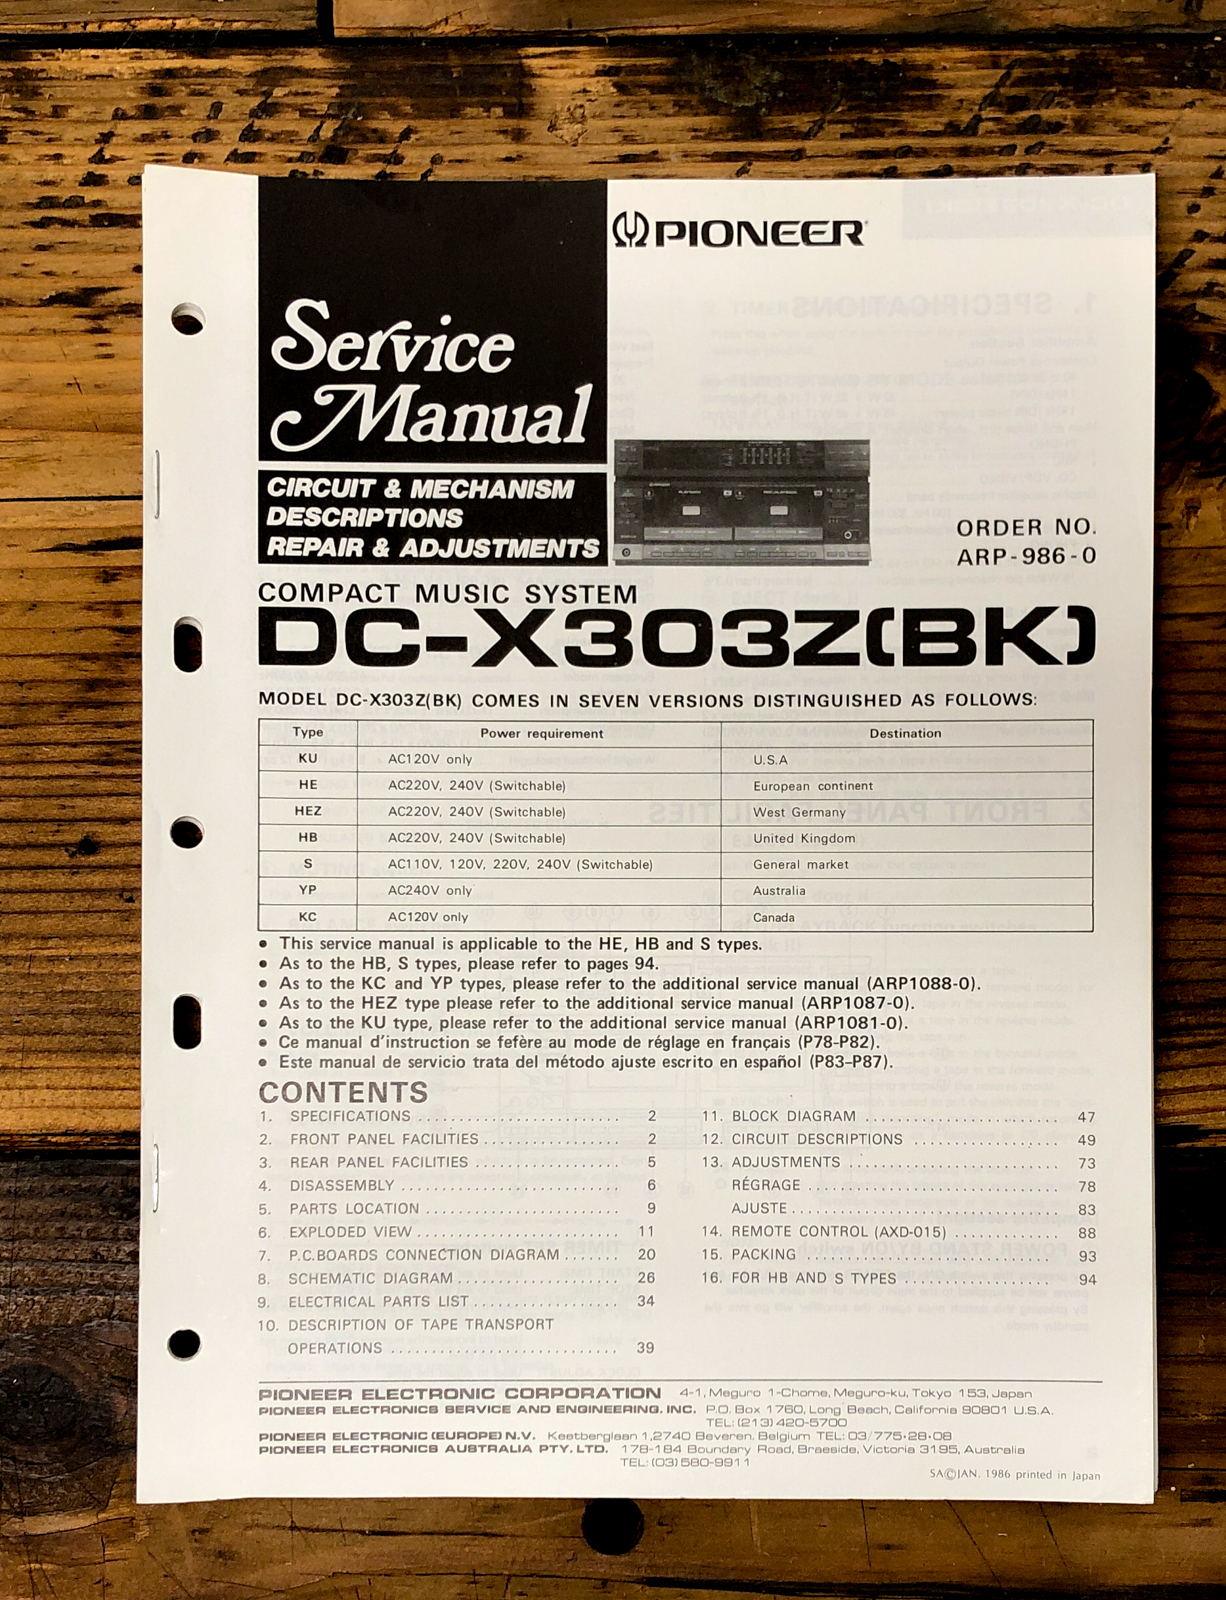 PIONEER
Service
Manual
CIRCUIT & MECHANISM
DESCRIPTIONS
REPAIR & ADJUSTMENTS
ORDER NO.
ARP-986-0
COMPACT MUSIC SYSTEM
DC-X303Z(BK)
MODEL DC-X303Z(BK) COMES IN SEVEN VERSIONS DISTINGUISHED AS FOLLOWS:
Type Power requirement Destination
KU AC120V only U.S.A
HE AC220V, 240V (Switchable) European continent
HEZ AC220V, 240V (Switchable) West Germany
HB AC220V, 240V (Switchable) United Kingdom
S AC110V, 120V, 220V, 240V (Switchable) General market
YP AC240V only Australia
KC AC120V only Canada
• This service manual is applicable to the HE, HB and S types.
• As to the HB, S types, please refer to pages 94.
• As to the KC and YP types, please refer to the additional service manual (ARP1088-0).
• As to the HEZ type please refer to the additional service manual (ARP1087-0).
• As to the KU type, please refer to the additional service manual (ARP1081-0).
• Ce manual d'instruction se fefère au mode de réglage en français (P78-P82).
• Este manual de servicio trata del método ajuste escrito en español (P83-P87).
CONTENTS
1. SPECIFICATIONS ........................ 2
2. FRONT PANEL FACILITIES ................. 2
3. REAR PANEL FACILITIES .................. 5
4. DISASSEMBLY .......................... 6
5. PARTS LOCATION ....................... 9
6. EXPLODED VIEW ........................ 11
7. P.C.BOARDS CONNECTION DIAGRAM ........ 20
8. SCHEMATIC DIAGRAM ................... 26
9. ELECTRICAL PARTS LIST .................. 34
10. DESCRIPTION OF TAPE TRANSPORT
OPERATIONS ............................ 39
11. BLOCK DIAGRAM ....................... 47
12. CIRCUIT DESCRIPTIONS ................. 49
13. ADJUSTMENTS ......................... 73
RÉGRAGE ............................... 78
AJUSTE ................................. 83
14. REMOTE CONTROL (AXD-015) ............. 88
15. PACKING ............................. 93
16. FOR HB AND S TYPES ................... 94
PIONEER ELECTRONIC CORPORATION 4-1, Meguro 1-Chome, Meguro-ku, Tokyo 153, Japan
PIONEER ELECTRONICS SERVICE AND ENGINEERING. INC. P.O. Box 1760, Long Beach, California 90801 U.S.A.
TEL: (213) 420-5700
PIONEER ELECTRONIC (EUROPE) N.V. Keetberglaan 1, 2740 Beveren. Belgium TEL: 03/775·28·08
PIONEER ELECTRONICS AUSTRALIA PTY. LTD. 178-184 Boundary Road, Braeside, Victoria 3195, Australia
TEL: (03) 580-9911
SA©JAN. 1986 printed in Japan